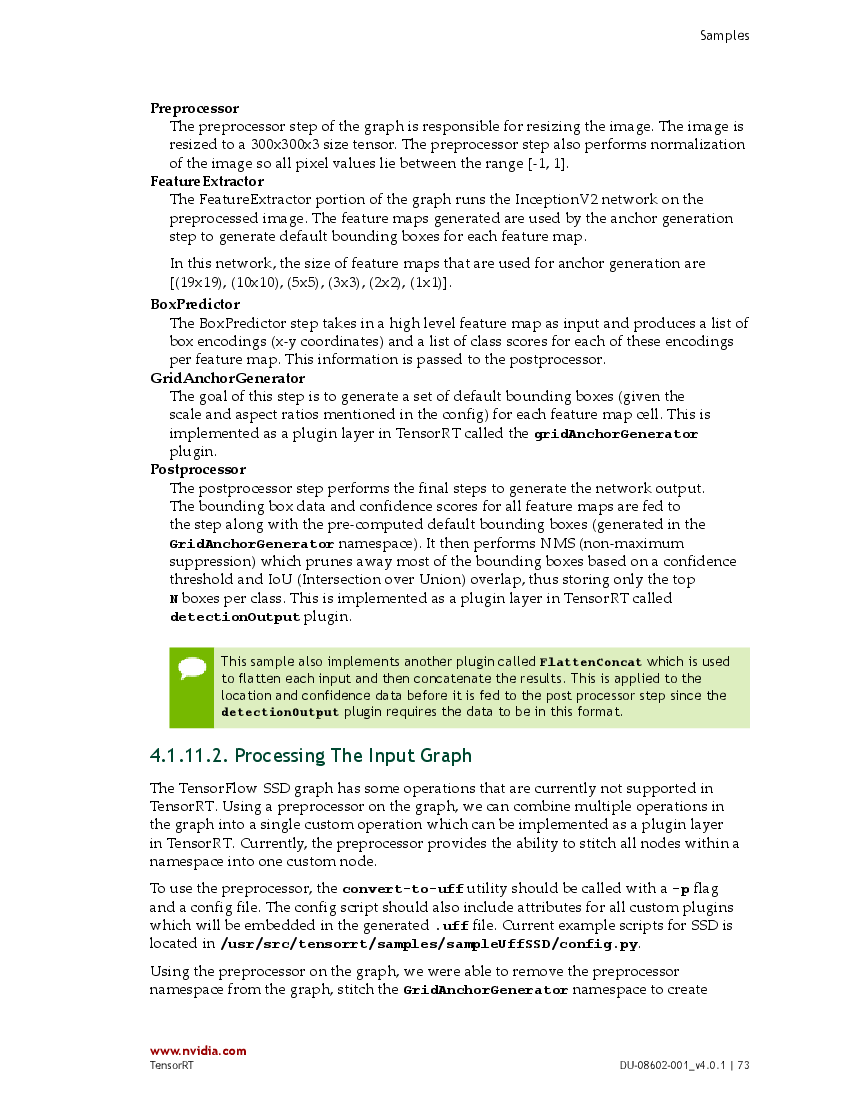 Samples
Preprocessor
The preprocessor step of the graph is responsible for resizing the image. The image is
resized to a 300x300x3 size tensor. The preprocessor step also performs normalization
of the image so all pixel values lie between the range [-1, 1].
FeatureExtractor
The FeatureExtractor portion of the graph runs the InceptionV2 network on the
preprocessed image. The feature maps generated are used by the anchor generation
step to generate default bounding boxes for each feature map.
In this network, the size of feature maps that are used for anchor generation are
[(19x19), (10x10), (5x5), (3x3), (2x2), (1x1)].
BoxPredictor
The BoxPredictor step takes in a high level feature map as input and produces a list of
box encodings (x-y coordinates) and a list of class scores for each of these encodings
per feature map. This information is passed to the postprocessor.
GridAnchorGenerator
The goal of this step is to generate a set of default bounding boxes (given the
scale and aspect ratios mentioned in the config) for each feature map cell. This is
implemented as a plugin layer in TensorRT called the gridAnchorGenerator
plugin.
Postprocessor
The postprocessor step performs the final steps to generate the network output.
The bounding box data and confidence scores for all feature maps are fed to
the step along with the pre-computed default bounding boxes (generated in the
GridAnchorGenerator namespace). It then performs NMS (non-maximum
suppression) which prunes away most of the bounding boxes based on a confidence
threshold and IoU (Intersection over Union) overlap, thus storing only the top
N boxes per class. This is implemented as a plugin layer in TensorRT called
detectionOutput plugin.
This sample also implements another plugin called FlattenConcat which is used
to flatten each input and then concatenate the results. This is applied to the
location and confidence data before it is fed to the post processor step since the
detectionOutput plugin requires the data to be in this format.
4.1.11.2. Processing The Input Graph
The TensorFlow SSD graph has some operations that are currently not supported in
TensorRT. Using a preprocessor on the graph, we can combine multiple operations in
the graph into a single custom operation which can be implemented as a plugin layer
in TensorRT. Currently, the preprocessor provides the ability to stitch all nodes within a
namespace into one custom node.
To use the preprocessor, the convert-to-uff utility should be called with a -p flag
and a config file. The config script should also include attributes for all custom plugins
which will be embedded in the generated .uff file. Current example scripts for SSD is
located in /usr/src/tensorrt/samples/sampleUffSSD/config.py.
Using the preprocessor on the graph, we were able to remove the preprocessor
namespace from the graph, stitch the GridAnchorGenerator namespace to create
www.nvidia.com
TensorRT DU-08602-001_v4.0.1 | 73